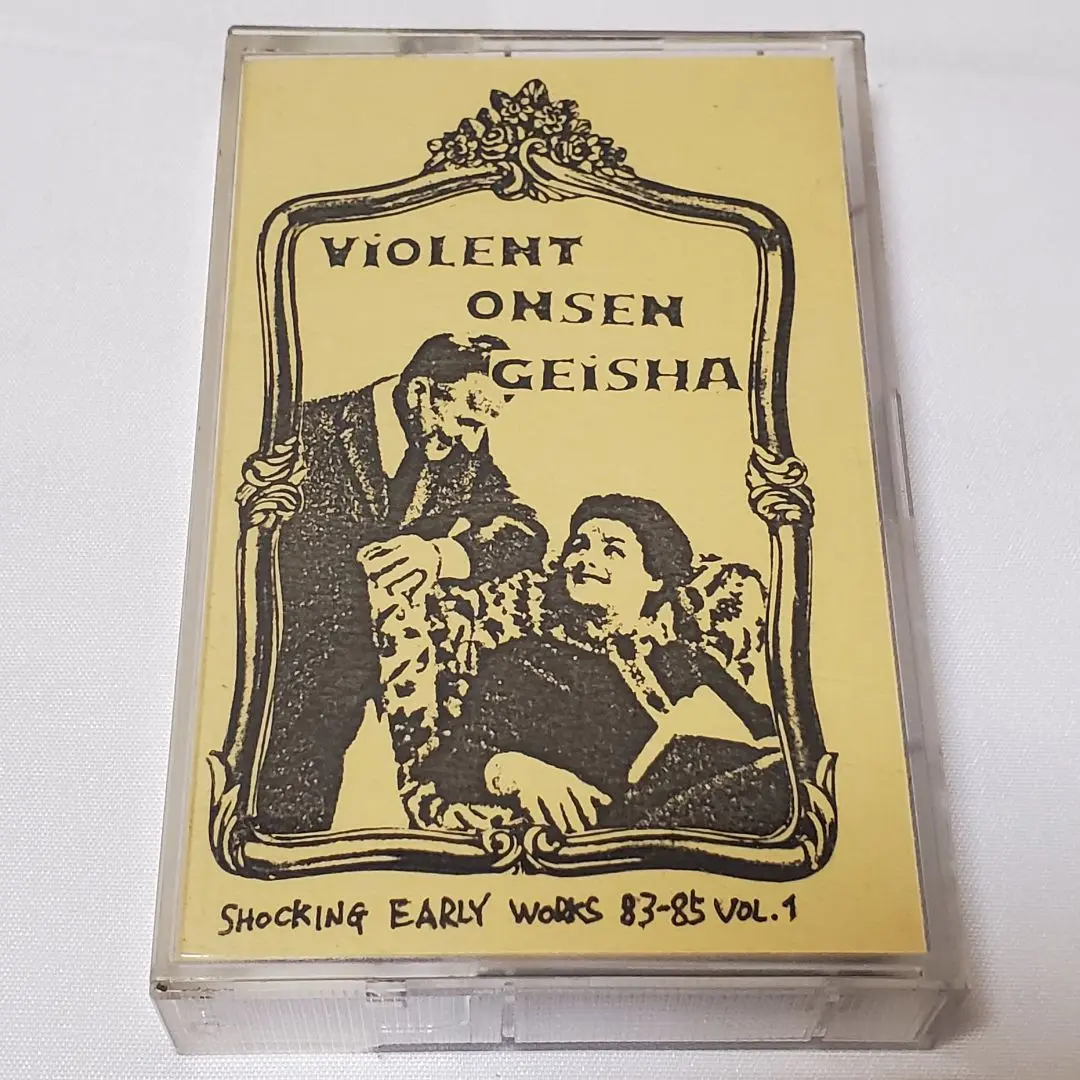 ViOLENT
ONSEN
GEiSHA
SHOCKING EARLY WORKS 83-85 VOL.1